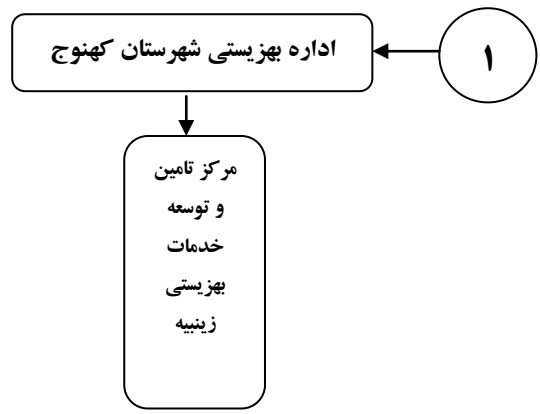 ۱
اداره بهزیستی شهرستان کهنوج
مرکز تامین
و توسعه
خدمات
بهزیستی
زینبیه